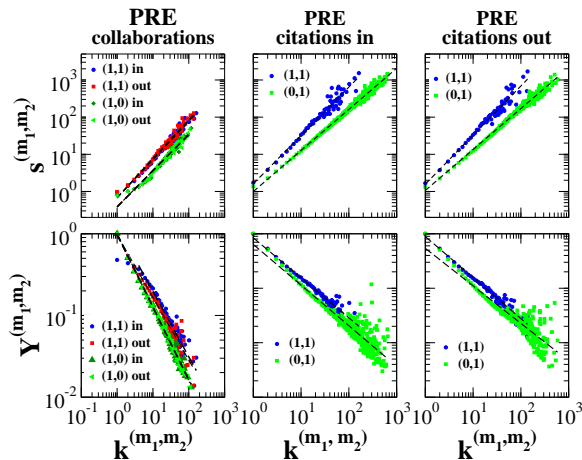 PRE collaborations
PRE citations in
PRE citations out
s^(m1,m2)
10^3
10^2
10^1
10^0
(1,1) in
(1,1) out
(1,0) in
(1,0) out
(1,1)
(0,1)
(1,1)
(0,1)
Y^(m1,m2)
10^0
10^-1
10^-2
(1,1) in
(1,1) out
(1,0) in
(1,0) out
(1,1)
(0,1)
(1,1)
(0,1)
10^-1 10^0 10^1 10^2 10^3
10^0 10^1 10^2 10^3
10^0 10^1 10^2 10^3
k^(m1,m2)
k^(m1, m2)
k^(m1,m2)